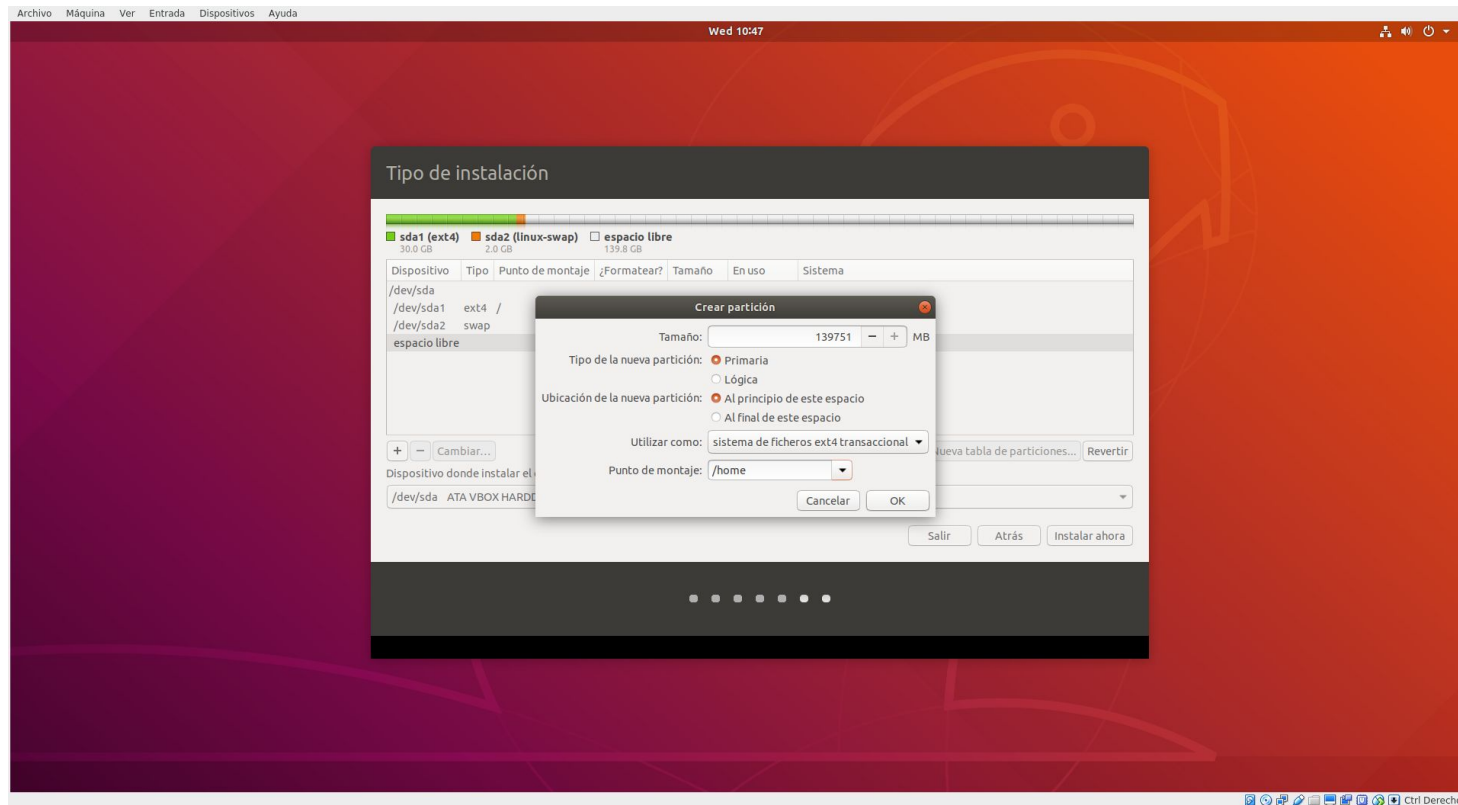 Archivo Máquina Ver Entrada Dispositivos Ayuda
Wed 10:47
Tipo de instalación
sda1 (ext4) sda2 (linux-swap) espacio libre
30.0 GB 2.0 GB 139.8 GB
Dispositivo Tipo Punto de montaje ¿Formatear? Tamaño En uso Sistema
/dev/sda
/dev/sda1 ext4 /
/dev/sda2 swap
espacio libre
Crear partición
Tamaño: 139751 − + MB
Tipo de la nueva partición: Primaria
Lógica
Ubicación de la nueva partición: Al principio de este espacio
Al final de este espacio
Utilizar como: sistema de ficheros ext4 transaccional
Punto de montaje: /home
Cancelar OK
+ − Cambiar... Nueva tabla de particiones... Revertir
Dispositivo donde instalar el
/dev/sda ATA VBOX HARDD
Salir Atrás Instalar ahora
Ctrl Derecho